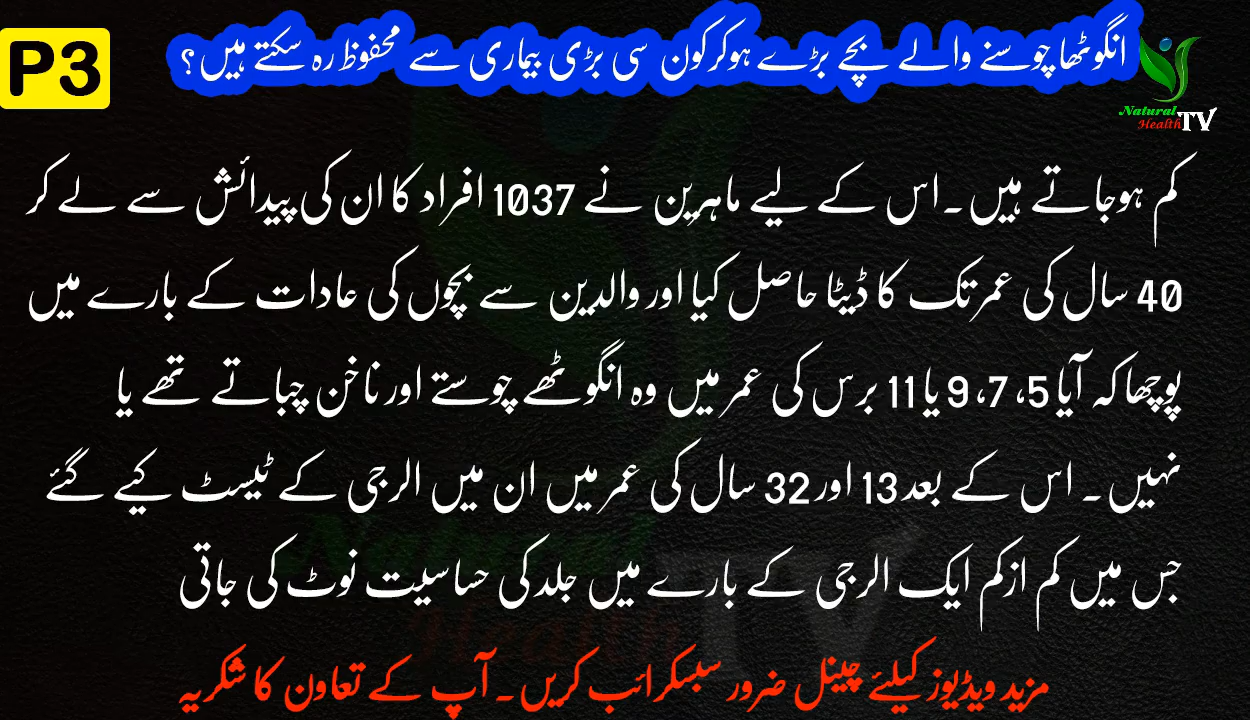 P3
انگوٹھا چوسنے والے بچے بڑے ہوکر کون سی بڑی بیماری سے محفوظ رہ سکتے ہیں؟
Natural
Health TV
کم ہوجاتے ہیں۔ اس کے لیے ماہرین نے 1037 افراد کا ان کی پیدائش سے لے کر
40 سال کی عمر تک کا ڈیٹا حاصل کیا اور والدین سے بچوں کی عادات کے بارے میں
پوچھا کہ آیا 5، 7، 9 یا 11 برس کی عمر میں وہ انگوٹھے چوستے اور ناخن چباتے تھے یا
نہیں۔ اس کے بعد 13 اور 32 سال کی عمر میں ان میں الرجی کے ٹیسٹ کیے گئے
جس میں کم ازکم ایک الرجی کے بارے میں جلد کی حساسیت نوٹ کی جاتی
مزید ویڈیوز کیلئے چینل ضرور سبسکرائب کریں۔ آپ کے تعاون کا شکریہ